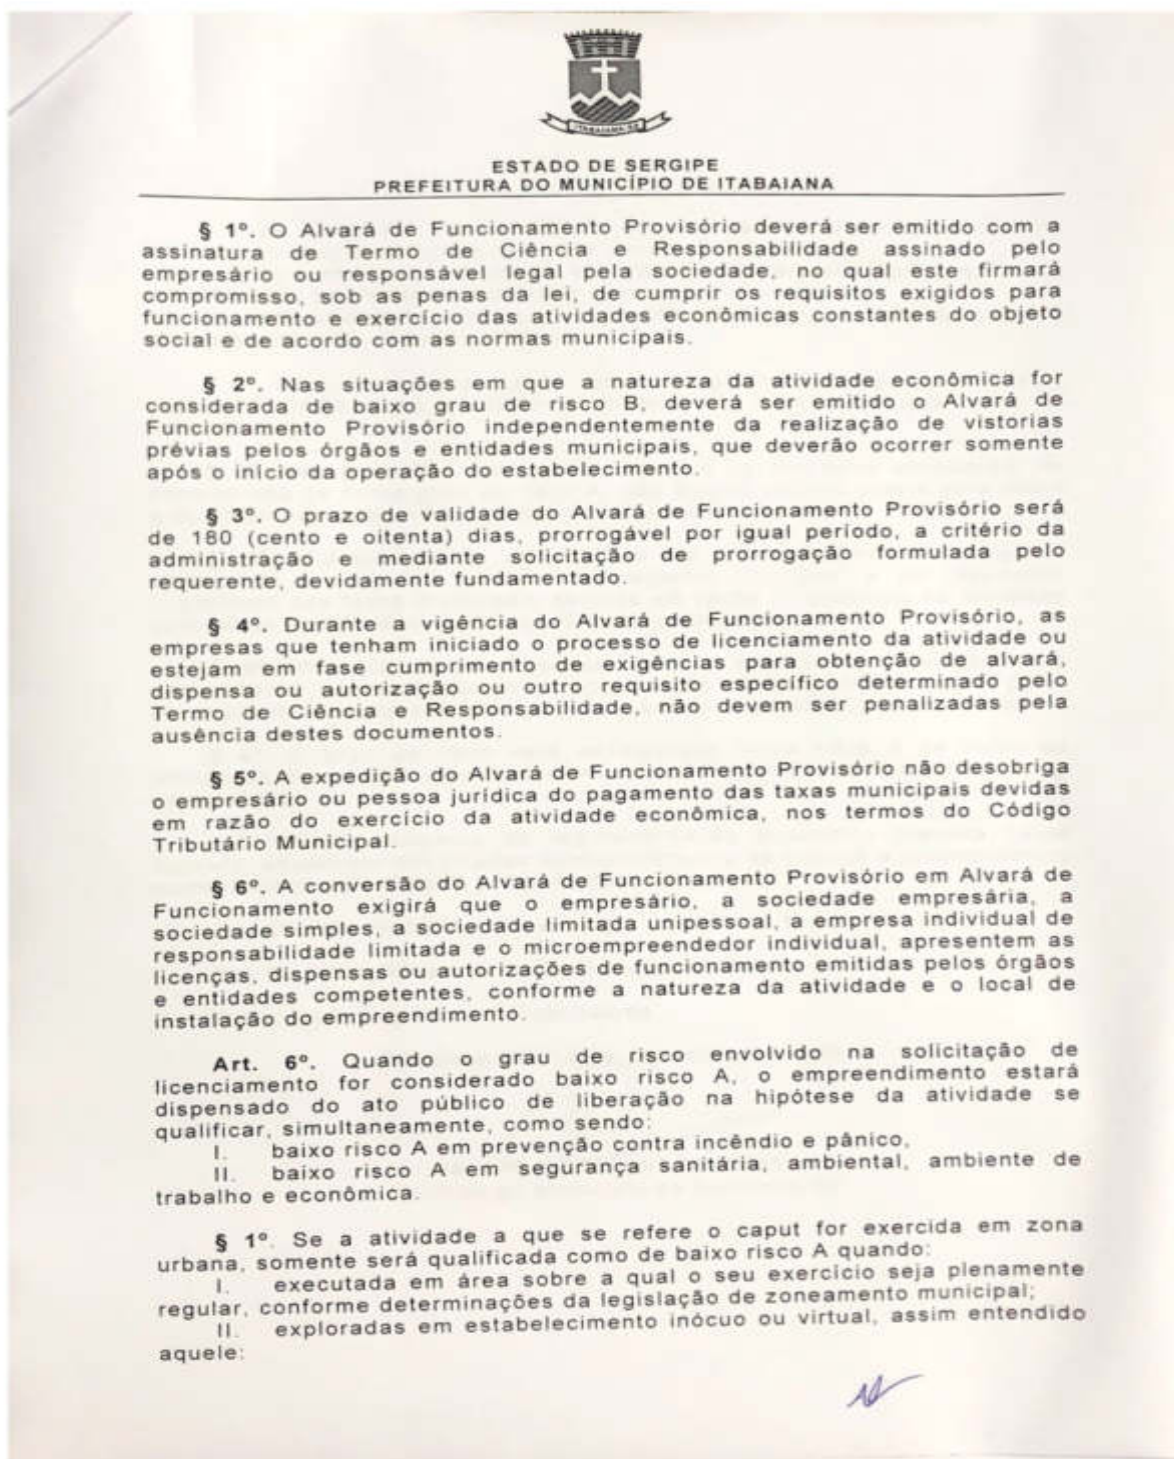 ITABAIANA-SE
ESTADO DE SERGIPE
PREFEITURA DO MUNICÍPIO DE ITABAIANA
§ 1º. O Alvará de Funcionamento Provisório deverá ser emitido com a
assinatura de Termo de Ciência e Responsabilidade assinado pelo
empresário ou responsável legal pela sociedade, no qual este firmará
compromisso, sob as penas da lei, de cumprir os requisitos exigidos para
funcionamento e exercício das atividades econômicas constantes do objeto
social e de acordo com as normas municipais.
§ 2º. Nas situações em que a natureza da atividade econômica for
considerada de baixo grau de risco B, deverá ser emitido o Alvará de
Funcionamento Provisório independentemente da realização de vistorias
prévias pelos órgãos e entidades municipais, que deverão ocorrer somente
após o início da operação do estabelecimento.
§ 3º. O prazo de validade do Alvará de Funcionamento Provisório será
de 180 (cento e oitenta) dias, prorrogável por igual período, a critério da
administração e mediante solicitação de prorrogação formulada pelo
requerente, devidamente fundamentado.
§ 4º. Durante a vigência do Alvará de Funcionamento Provisório, as
empresas que tenham iniciado o processo de licenciamento da atividade ou
estejam em fase cumprimento de exigências para obtenção de alvará,
dispensa ou autorização ou outro requisito específico determinado pelo
Termo de Ciência e Responsabilidade, não devem ser penalizadas pela
ausência destes documentos.
§ 5º. A expedição do Alvará de Funcionamento Provisório não desobriga
o empresário ou pessoa jurídica do pagamento das taxas municipais devidas
em razão do exercício da atividade econômica, nos termos do Código
Tributário Municipal.
§ 6º. A conversão do Alvará de Funcionamento Provisório em Alvará de
Funcionamento exigirá que o empresário, a sociedade empresária, a
sociedade simples, a sociedade limitada unipessoal, a empresa individual de
responsabilidade limitada e o microempreendedor individual, apresentem as
licenças, dispensas ou autorizações de funcionamento emitidas pelos órgãos
e entidades competentes, conforme a natureza da atividade e o local de
instalação do empreendimento.
Art. 6º. Quando o grau de risco envolvido na solicitação de
licenciamento for considerado baixo risco A, o empreendimento estará
dispensado do ato público de liberação na hipótese da atividade se
qualificar, simultaneamente, como sendo:
I. baixo risco A em prevenção contra incêndio e pânico,
II. baixo risco A em segurança sanitária, ambiental, ambiente de
trabalho e econômica.
§ 1º. Se a atividade a que se refere o caput for exercida em zona
urbana, somente será qualificada como de baixo risco A quando:
I. executada em área sobre a qual o seu exercício seja plenamente
regular, conforme determinações da legislação de zoneamento municipal;
II. exploradas em estabelecimento inócuo ou virtual, assim entendido
aquele: